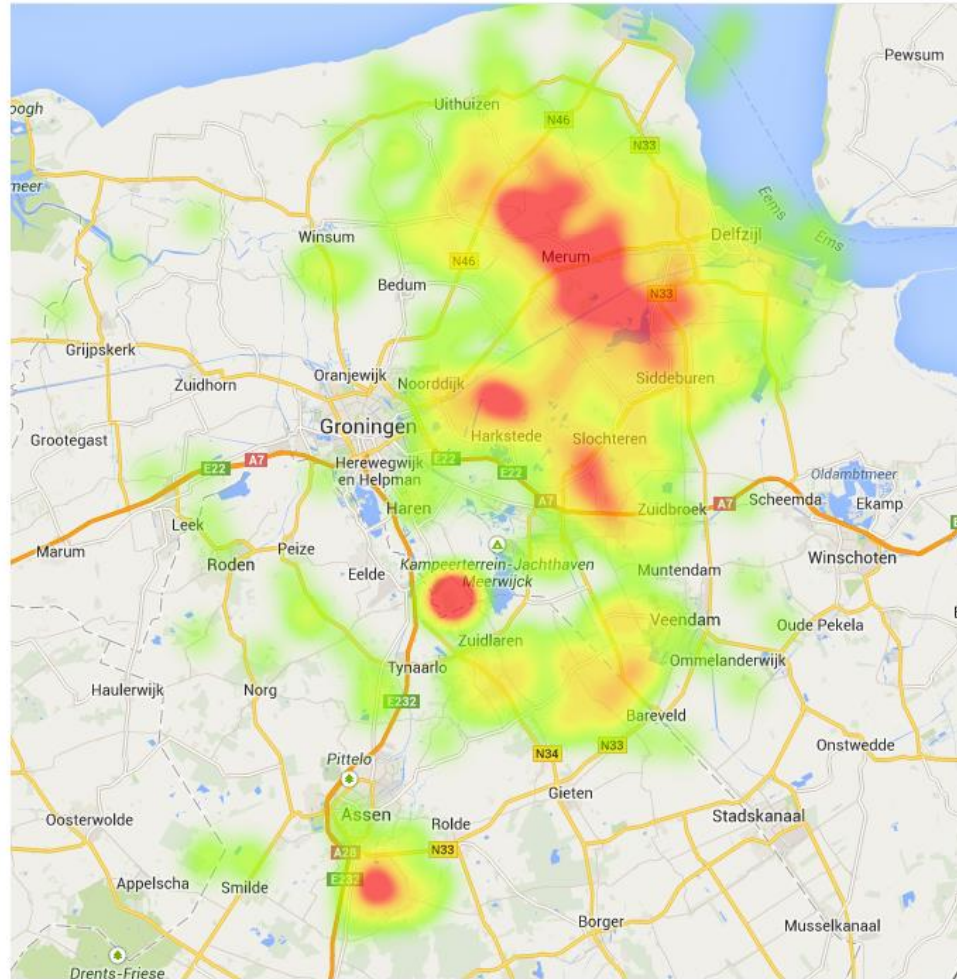 Pewsum
oogh
Uithuizen
N46
N33
meer
Eems
Ems
Winsum
Delfzijl
N46
Merum
Bedum
N33
Grijpskerk
Zuidhorn
Oranjewijk
Noorddijk
Siddeburen
Groningen
Grootegast
Harkstede
Slochteren
E22
A7
Herewegwijk
en Helpman
E22
E22
Oldambtmeer
A7
Zuidbroek
A7
Scheemda
Ekamp
Leek
Haren
Marum
Peize
Roden
Eelde
Kampeerterrein-Jachthaven
Meerwijck
Winschoten
Muntendam
Veendam
Oude Pekela
Zuidlaren
Tynaarlo
Ommelanderwijk
Haulerwijk
Norg
E232
Bareveld
Onstwedde
N34
N33
Pittelo
Gieten
Assen
Rolde
Stadskanaal
Oosterwolde
A28
N33
E232
Appelscha
Smilde
Borger
Musselkanaal
Drents-Friese